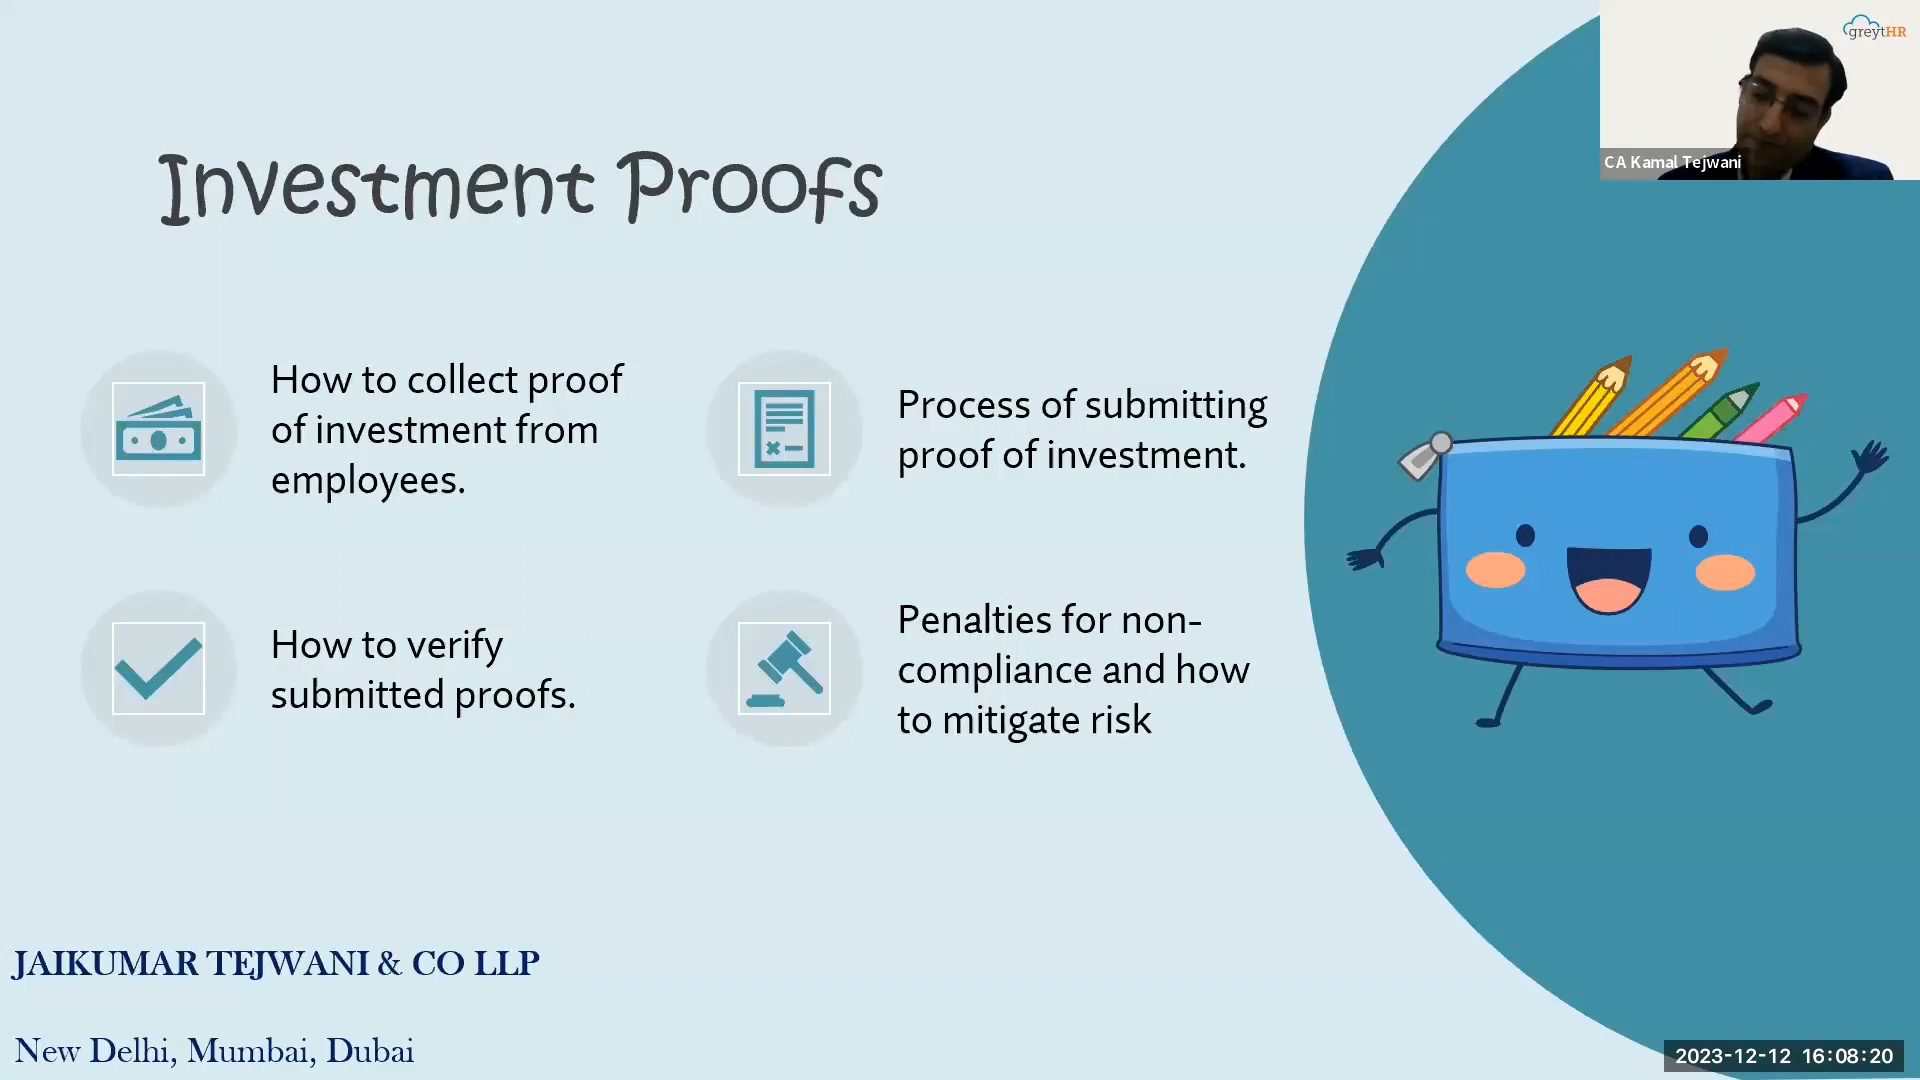 greytHR
CA Kamal Tejwani
Investment Proofs
How to collect proof
of investment from
employees.
Process of submitting
proof of investment.
How to verify
submitted proofs.
Penalties for non-
compliance and how
to mitigate risk
JAIKUMAR TEJWANI & CO LLP
New Delhi, Mumbai, Dubai
2023-12-12 16:08:20